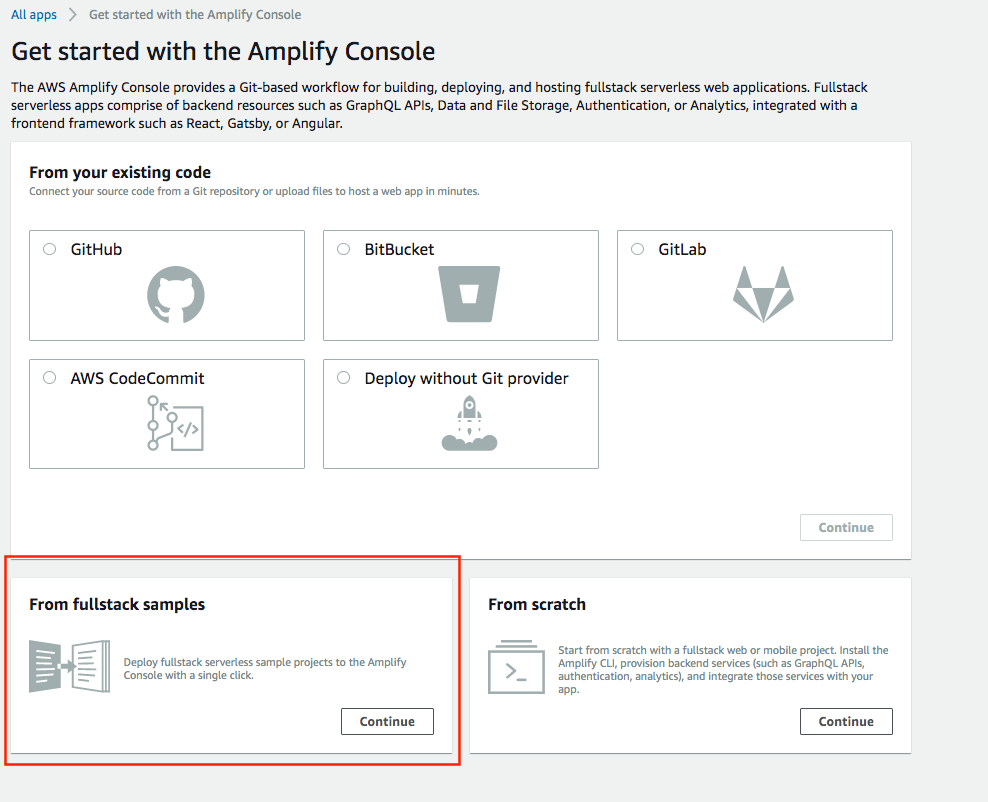 All apps > Get started with the Amplify Console
Get started with the Amplify Console
The AWS Amplify Console provides a Git-based workflow for building, deploying, and hosting fullstack serverless web applications. Fullstack
serverless apps comprise of backend resources such as GraphQL APIs, Data and File Storage, Authentication, or Analytics, integrated with a
frontend framework such as React, Gatsby, or Angular.
From your existing code
Connect your source code from a Git repository or upload files to host a web app in minutes.
GitHub
BitBucket
GitLab
AWS CodeCommit
Deploy without Git provider
Continue
From fullstack samples
Deploy fullstack serverless sample projects to the Amplify
Console with a single click.
Continue
From scratch
Start from scratch with a fullstack web or mobile project. Install the
Amplify CLI, provision backend services (such as GraphQL APIs,
authentication, analytics), and integrate those services with your
app.
Continue